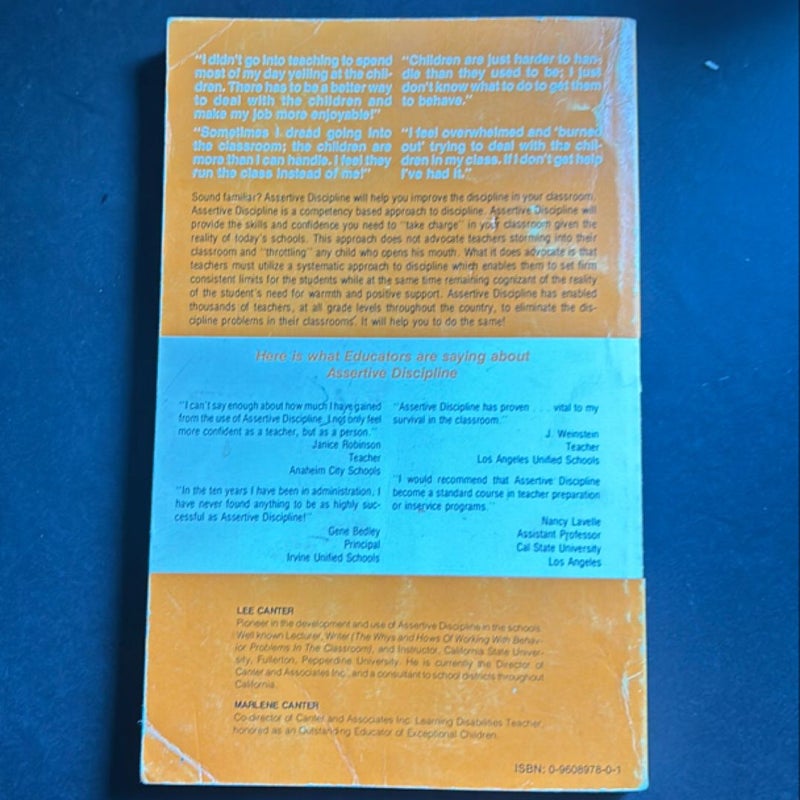 "I didn't go into teaching to spend
most of my day yelling at the chil-
dren. There has to be a better way
to deal with the children and
make my job more enjoyable!"
"Sometimes I dread going into
the classroom; the children are
more than I can handle. I feel they
run the class instead of me!"
"Children are just harder to han-
dle than they used to be; I just
don't know what to do to get them
to behave."
"I feel overwhelmed and 'burned
out' trying to deal with the chil-
dren in my class. If I don't get help
I've had it."
Sound familiar? Assertive Discipline will help you improve the discipline in your classroom.
Assertive Discipline is a competency based approach to discipline. Assertive Discipline will
provide the skills and confidence you need to "take charge" in your classroom given the
reality of today's schools. This approach does not advocate teachers storming into their
classroom and "throttling" any child who opens his mouth. What it does advocate is that
teachers must utilize a systematic approach to discipline which enables them to set firm
consistent limits for the students while at the same time remaining cognizant of the reality
of the student's need for warmth and positive support. Assertive Discipline has enabled
thousands of teachers, at all grade levels throughout the country, to eliminate the dis-
cipline problems in their classrooms. It will help you to do the same!
Here is what Educators are saying about
Assertive Discipline
"I can't say enough about how much I have gained
from the use of Assertive Discipline. I not only feel
more confident as a teacher, but as a person."
Janice Robinson
Teacher
Anaheim City Schools
"In the ten years I have been in administration, I
have never found anything to be as highly suc-
cessful as Assertive Discipline!"
Gene Bedley
Principal
Irvine Unified Schools
"Assertive Discipline has proven . . . vital to my
survival in the classroom."
J. Weinstein
Teacher
Los Angeles Unified Schools
"I would recommend that Assertive Discipline
become a standard course in teacher preparation
or inservice programs."
Nancy Lavelle
Assistant Professor
Cal State University
Los Angeles
LEE CANTER
Pioneer in the development and use of Assertive Discipline in the schools.
Well known Lecturer, Writer (The Whys and Hows Of Working With Behav-
ior Problems In The Classroom), and Instructor, California State Univer-
sity, Fullerton, Pepperdine University. He is currently the Director of
Canter and Associates Inc. and a consultant to school districts throughout
California.
MARLENE CANTER
Co-director of Canter and Associates Inc. Learning Disabilities Teacher,
honored as an Outstanding Educator of Exceptional Children.
ISBN: 0-9608978-0-1